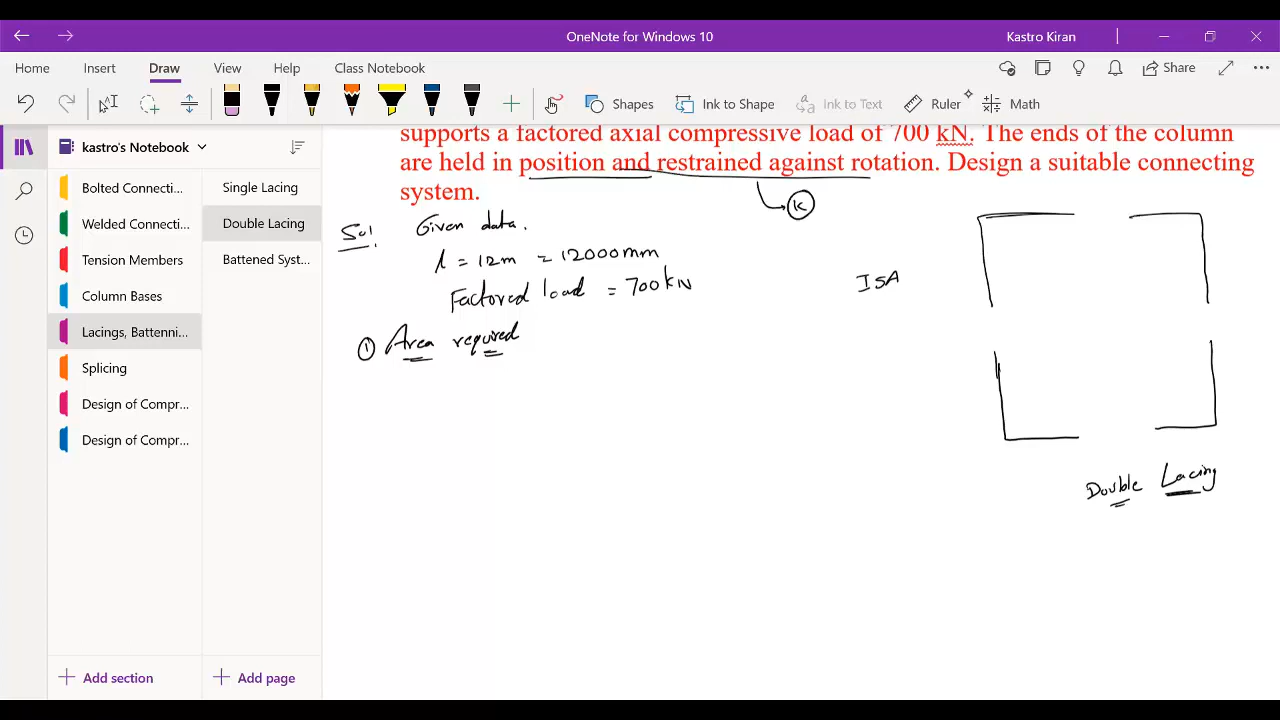 OneNote for Windows 10
Kastro Kiran
Home Insert Draw View Help Class Notebook
Share
Shapes
Ink to Shape
Ink to Text
Ruler
Math
kastro's Notebook
Bolted Connecti...
Welded Connecti...
Tension Members
Column Bases
Lacings, Battenni...
Splicing
Design of Compr...
Design of Compr...
Add section
Single Lacing
Double Lacing
Battened Syst...
Add page
supports a factored axial compressive load of 700 kN. The ends of the column
are held in position and restrained against rotation. Design a suitable connecting
system.
K
Sol
Given data.
l = 12m = 12000mm
Factored load = 700kN
① Area required
ISA
Double Lacing